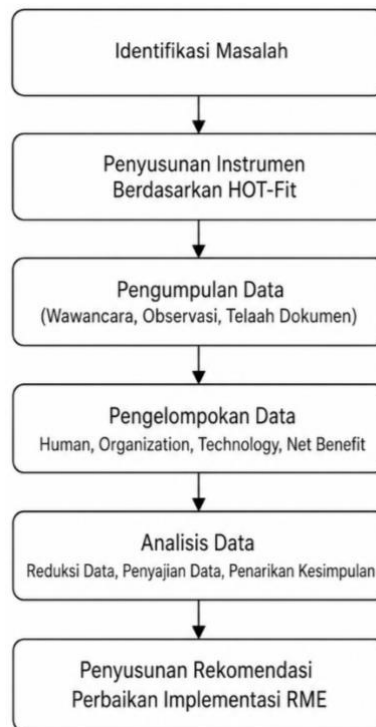 Identifikasi Masalah
Penyusunan Instrumen
Berdasarkan HOT-Fit
Pengumpulan Data
(Wawancara, Observasi, Telaah Dokumen)
Pengelompokan Data
Human, Organization, Technology, Net Benefit
Analisis Data
Reduksi Data, Penyajian Data, Penarikan Kesimpulan
Penyusunan Rekomendasi
Perbaikan Implementasi RME